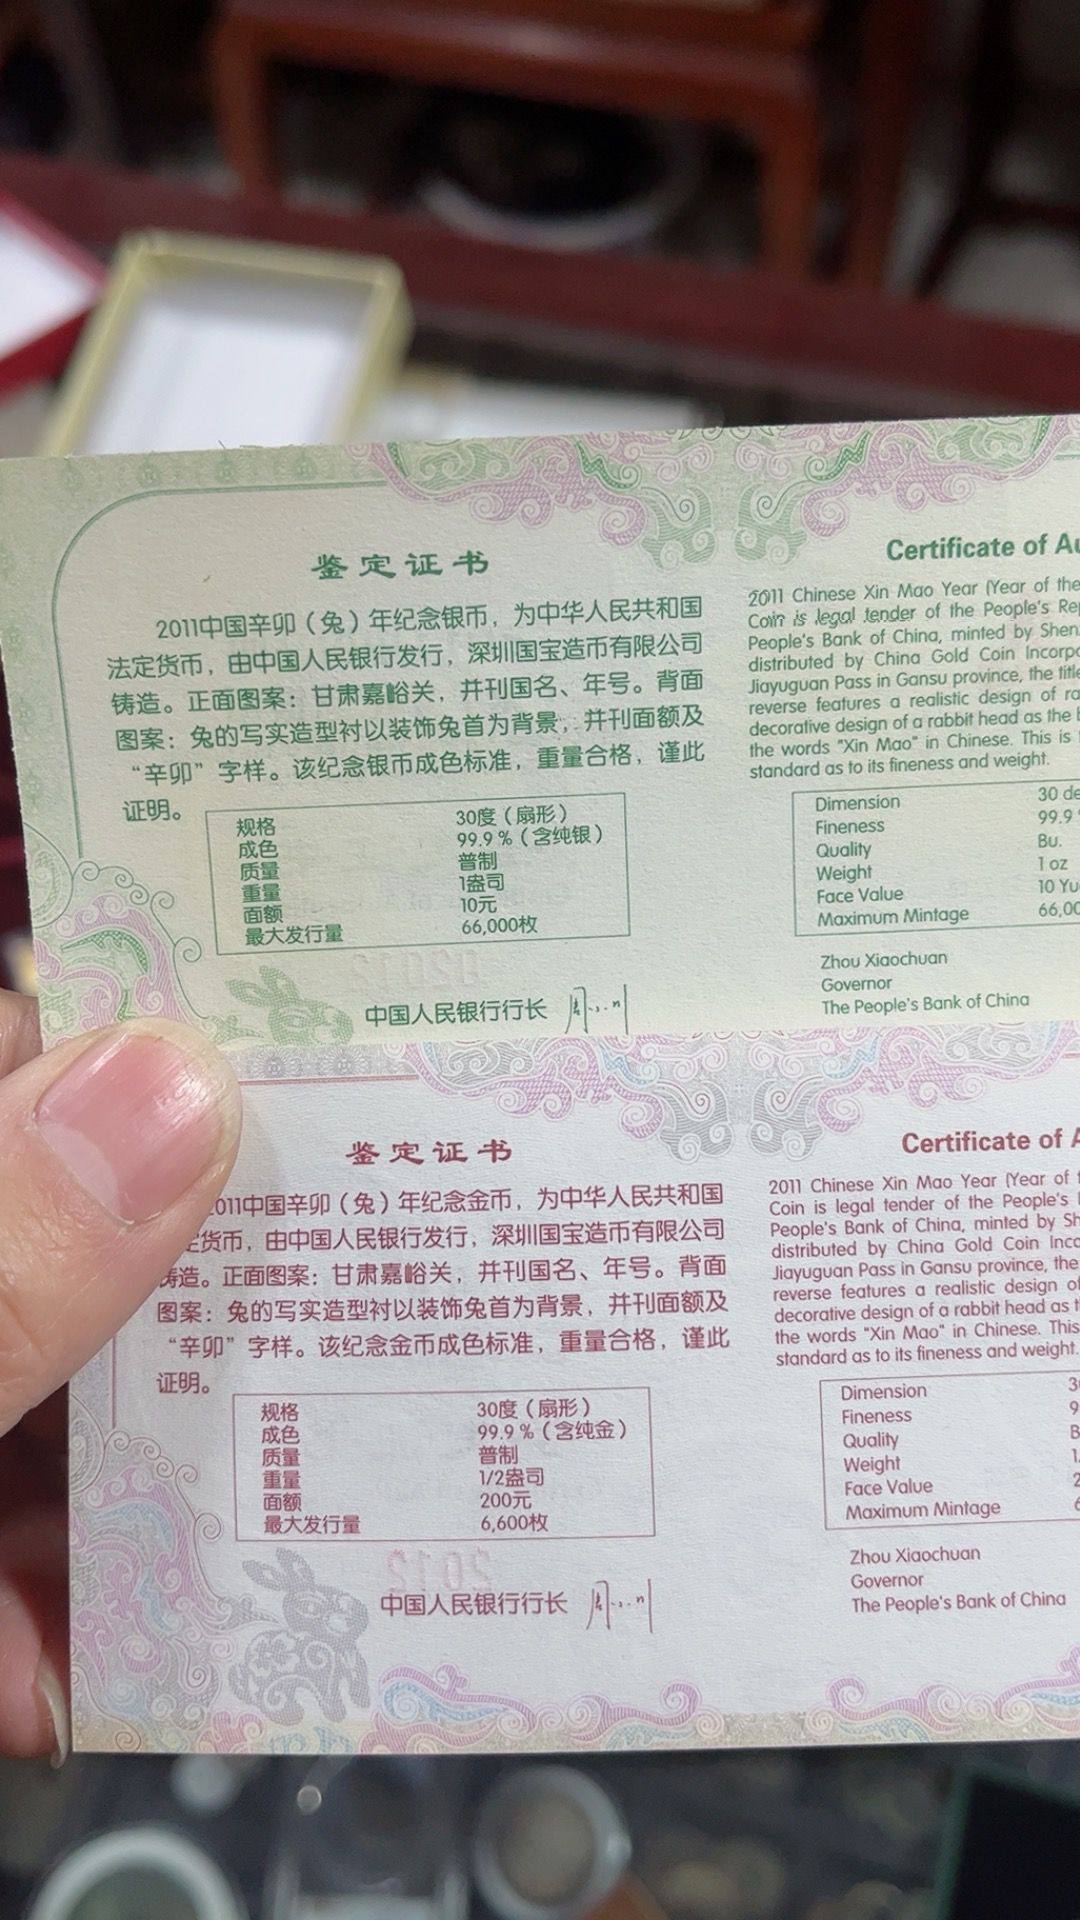 鉴定证书
2011中国辛卯（兔）年纪念银币，为中华人民共和国
法定货币，由中国人民银行发行，深圳国宝造币有限公司
铸造。正面图案：甘肃嘉峪关，并刊国名、年号。背面
图案：兔的写实造型衬以装饰兔首为背景，并刊面额及
“辛卯”字样。该纪念银币成色标准，重量合格，谨此
证明。
规格 30度（扇形）
成色 99.9％（含纯银）
质量 普制
重量 1盎司
面额 10元
最大发行量 66,000枚
中国人民银行行长
Certificate of
2011 Chinese Xin Mao Year (Year of the
Coin is legal tender of the People's
People's Bank of China, minted by
distributed by China Gold Coin
Jiayuguan Pass in Gansu province, the
reverse features a realistic design of
decorative design of a rabbit head as the
the words "Xin Mao" in Chinese. This is
standard as to its fineness and weight.
Dimension 30
Fineness 99.9
Quality Bu.
Weight 1 oz
Face Value 10
Maximum Mintage
Zhou Xiaochuan
Governor
The People's Bank of China
鉴定证书
2011中国辛卯（兔）年纪念金币，为中华人民共和国
货币，由中国人民银行发行，深圳国宝造币有限公司
铸造。正面图案：甘肃嘉峪关，并刊国名、年号。背面
图案：兔的写实造型衬以装饰兔首为背景，并刊面额及
“辛卯”字样。该纪念金币成色标准，重量合格，谨此
证明。
规格 30度（扇形）
成色 99.9％（含纯金）
质量 普制
重量 1/2盎司
面额 200元
最大发行量 6,600枚
中国人民银行行长
Certificate of
2011 Chinese Xin Mao Year (Year of
Coin is legal tender of the People's
People's Bank of China, minted by
distributed by China Gold Coin
Jiayuguan Pass in Gansu province, the
reverse features a realistic design of
decorative design of a rabbit head as
the words "Xin Mao" in Chinese. This
standard as to its fineness and weight.
Dimension
Fineness
Quality
Weight
Face Value
Maximum Mintage
Zhou Xiaochuan
Governor
The People's Bank of China